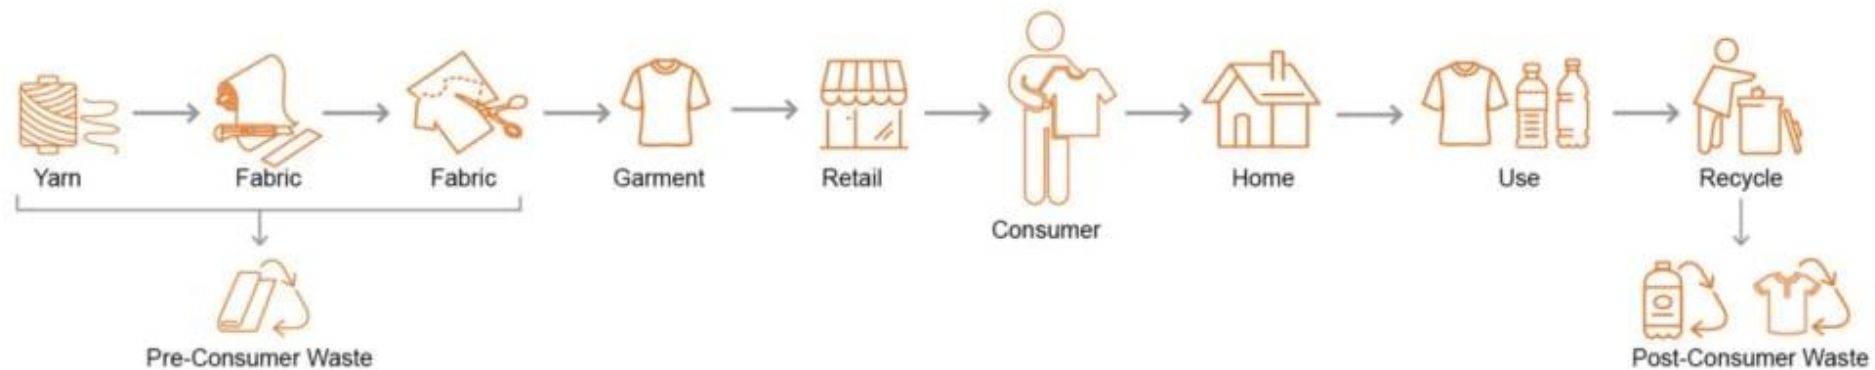 Yarn
Fabric
Fabric
Garment
Retail
Consumer
Home
Use
Recycle
Pre-Consumer Waste
Post-Consumer Waste